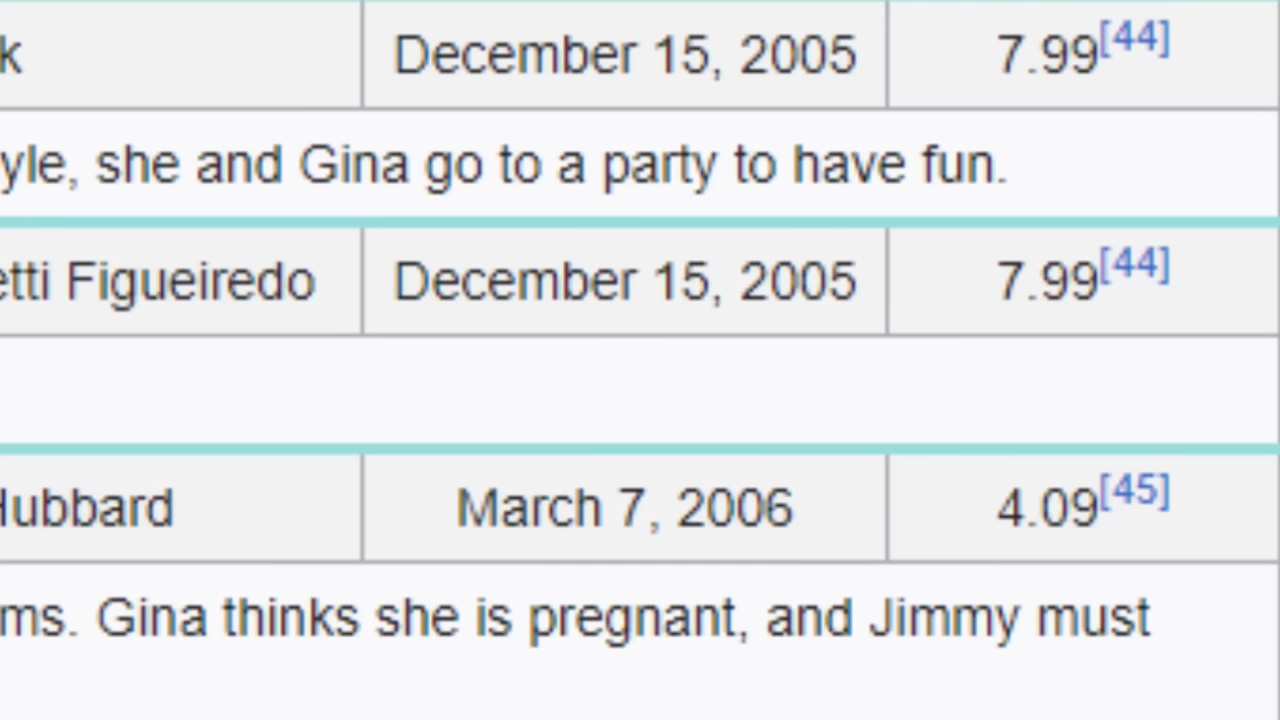 k December 15, 2005 7.99[44]
yle, she and Gina go to a party to have fun.
etti Figueiredo December 15, 2005 7.99[44]
Hubbard March 7, 2006 4.09[45]
ms. Gina thinks she is pregnant, and Jimmy must